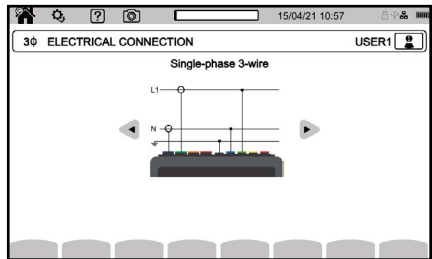 15/04/21 10:57
3ϕ ELECTRICAL CONNECTION USER1
Single-phase 3-wire
L1
N